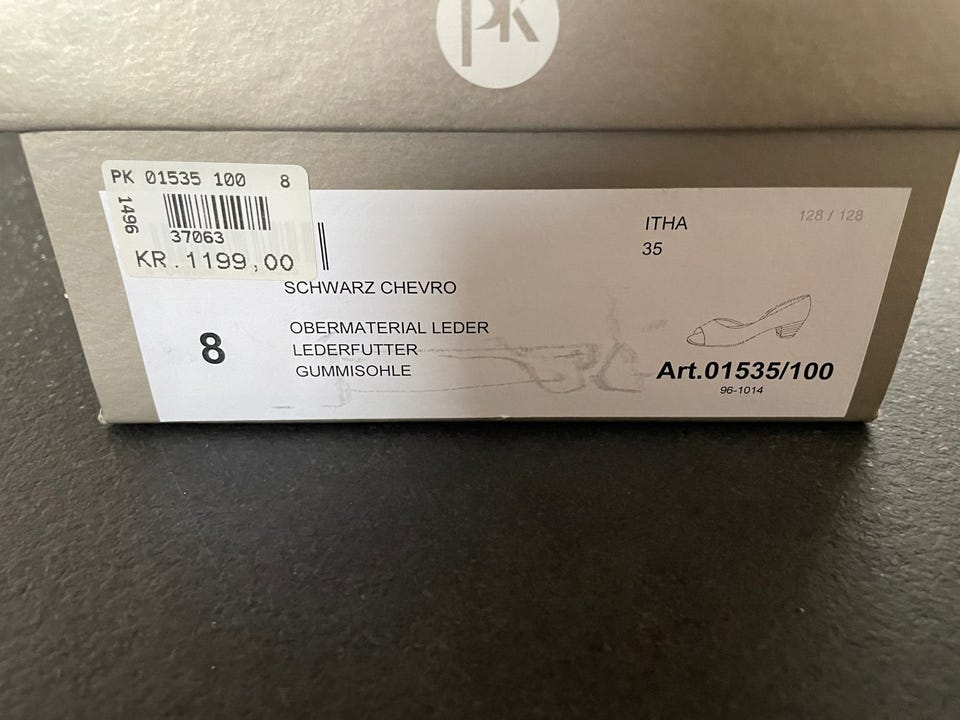 PK
PK 01535 100 8
1496
37063
KR.1199,00
ITHA
35
128 / 128
SCHWARZ CHEVRO
8
OBERMATERIAL LEDER
LEDERFUTTER
GUMMISOHLE
Art.01535/100
96-1014